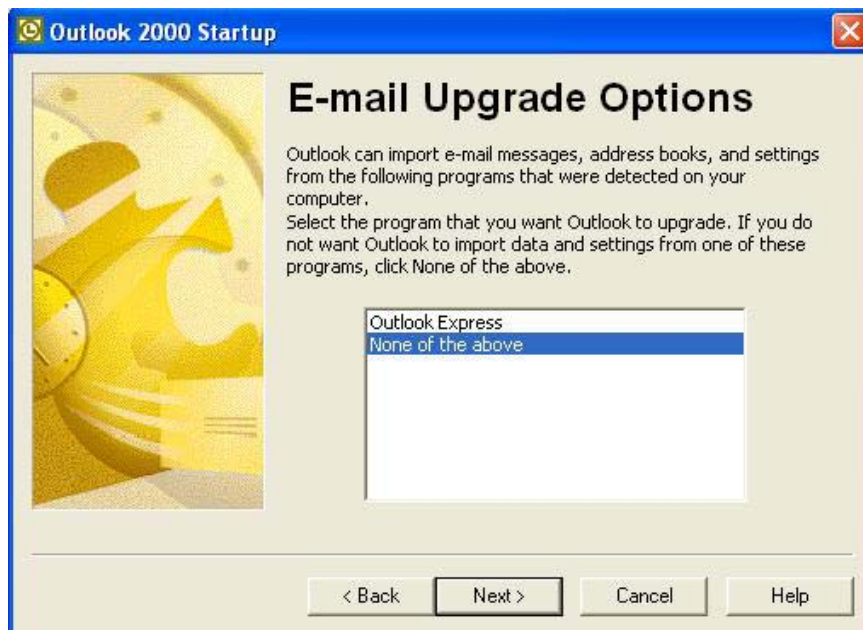 Outlook 2000 Startup
E-mail Upgrade Options
Outlook can import e-mail messages, address books, and settings
from the following programs that were detected on your
computer.
Select the program that you want Outlook to upgrade. If you do
not want Outlook to import data and settings from one of these
programs, click None of the above.
Outlook Express
None of the above
< Back Next > Cancel Help